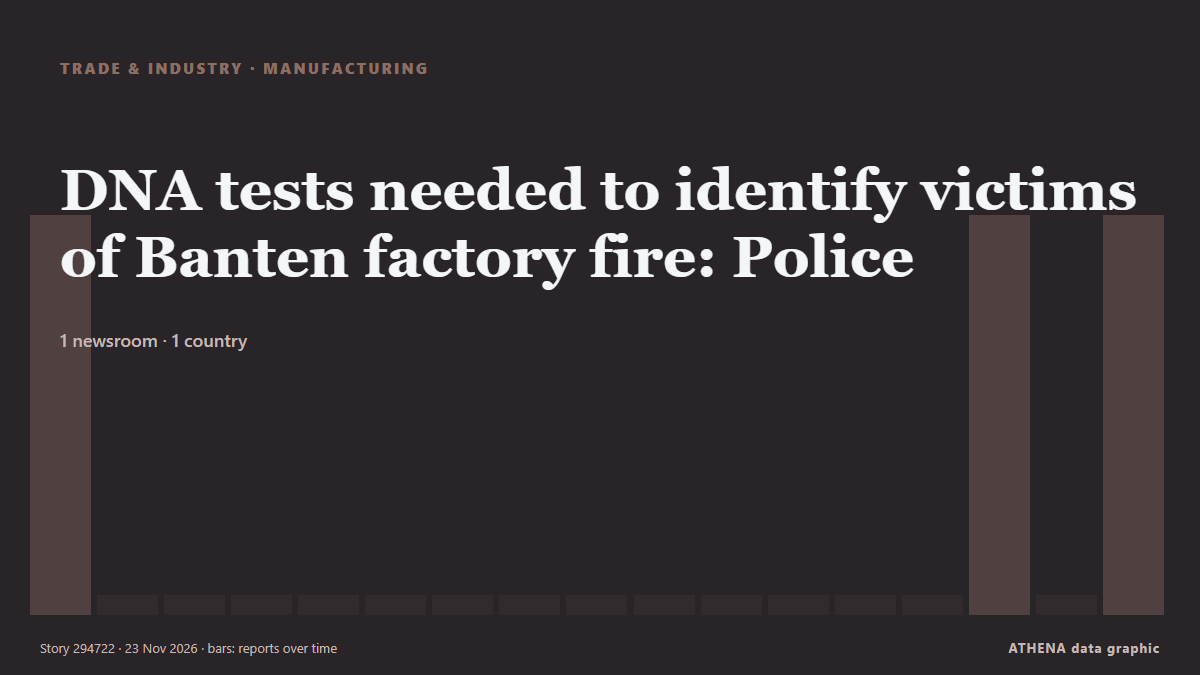 TRADE & INDUSTRY · MANUFACTURING
DNA tests needed to identify victims
of Banten factory fire: Police
1 newsroom · 1 country
Story 294722 · 23 Nov 2026 · bars: reports over time
ATHENA data graphic